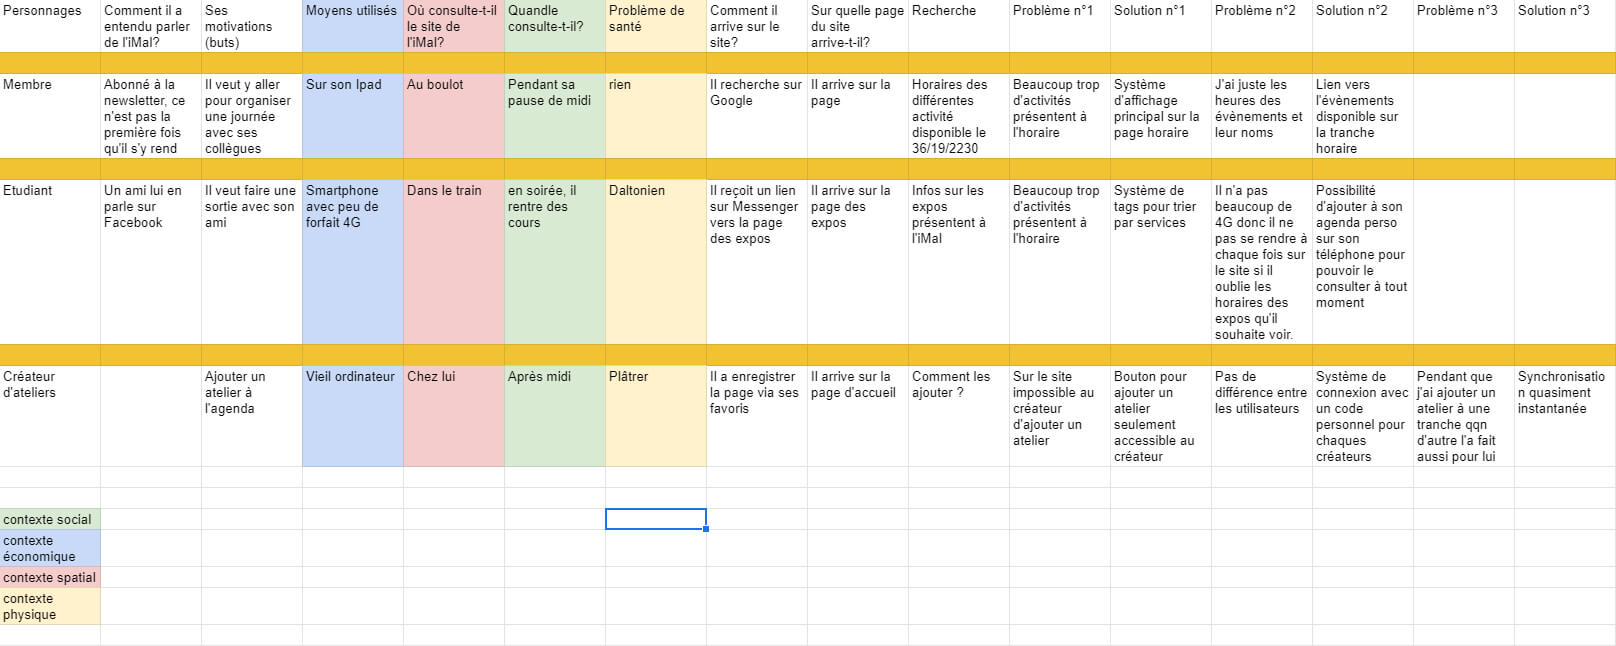 Personnages
Comment il a
entendu parler
de l'iMal?
Ses
motivations
(buts)
Moyens utilisés
Où consulte-t-il
le site de
l'iMal?
Quandle
consulte-t-il?
Problème de
santé
Comment il
arrive sur le
site?
Sur quelle page
du site
arrive-t-il?
Recherche
Problème n°1
Solution n°1
Problème n°2
Solution n°2
Problème n°3
Solution n°3
Membre
Abonné à la
newsletter, ce
n'est pas la
première fois
qu'il s'y rend
Il veut y aller
pour organiser
une journée
avec ses
collègues
Sur son Ipad
Au boulot
Pendant sa
pause de midi
rien
Il recherche sur
Google
Il arrive sur la
page
Horaires des
différentes
activité
disponible le
36/19/2230
Beaucoup trop
d'activités
présentent à
l'horaire
Système
d'affichage
principal sur la
page horaire
J'ai juste les
heures des
évènements et
leur noms
Lien vers
l'évènements
disponible sur
la tranche
horaire
Etudiant
Un ami lui en
parle sur
Facebook
Il veut faire une
sortie avec son
ami
Smartphone
avec peu de
forfait 4G
Dans le train
en soirée, il
rentre des
cours
Daltonien
Il reçoit un lien
sur Messenger
vers la page
des expos
Il arrive sur la
page des
expos
Infos sur les
expos
présentent à
l'iMal
Beaucoup trop
d'activités
présentent à
l'horaire
Système de
tags pour trier
par services
Il n'a pas
beaucoup de
4G donc il ne
pas se rendre à
chaque fois sur
le site si il
oublie les
horaires des
expos qu'il
souhaite voir.
Possibilité
d'ajouter à son
agenda perso
sur son
téléphone pour
pouvoir le
consulter à tout
moment
Créateur
d'ateliers
Ajouter un
atelier à
l'agenda
Vieil ordinateur
Chez lui
Après midi
Plâtrer
Il a enregistrer
la page via ses
favoris
Il arrive sur la
page d'accueil
Comment les
ajouter ?
Sur le site
impossible au
créateur
d'ajouter un
atelier
Bouton pour
ajouter un
atelier
seulement
accessible au
créateur
Pas de
différence entre
les utilisateurs
Système de
connexion avec
un code
personnel pour
chaques
créateurs
Pendant que
j'ai ajouter un
atelier à une
tranche qqn
d'autre l'a fait
aussi pour lui
Synchronisatio
n quasiment
instantanée
contexte social
contexte
économique
contexte spatial
contexte
physique